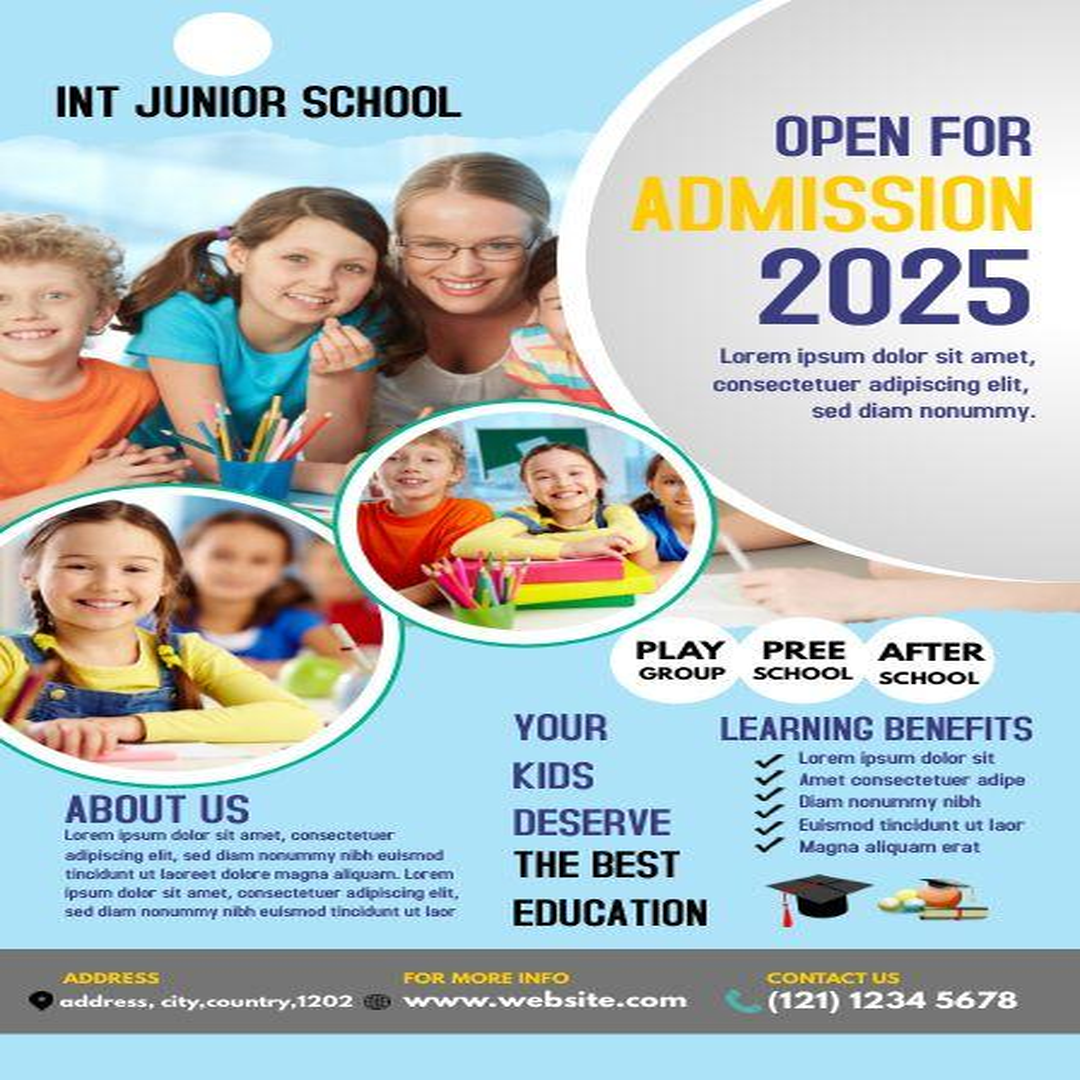 INT JUNIOR SCHOOL
OPEN FOR
ADMISSION
2025
Lorem ipsum dolor sit amet,
consectetuer adipiscing elit,
sed diam nonummy.
PLAY
GROUP
PREE
SCHOOL
AFTER
SCHOOL
YOUR
KIDS
DESERVE
THE BEST
EDUCATION
LEARNING BENEFITS
Lorem ipsum dolor sit
Amet consectetuer adipe
Diam nonummy nibh
Euismod tincidunt ut laor
Magna aliquam erat
ABOUT US
Lorem ipsum dolor sit amet, consectetuer
adipiscing elit, sed diam nonummy nibh euismod
tincidunt ut laoreet dolore magna aliquam. Lorem
ipsum dolor sit amet, consectetuer adipiscing elit,
sed diam nonummy nibh euismod tincidunt ut laor
ADDRESS
address, city,country,1202
FOR MORE INFO
www.website.com
CONTACT US
(121) 1234 5678